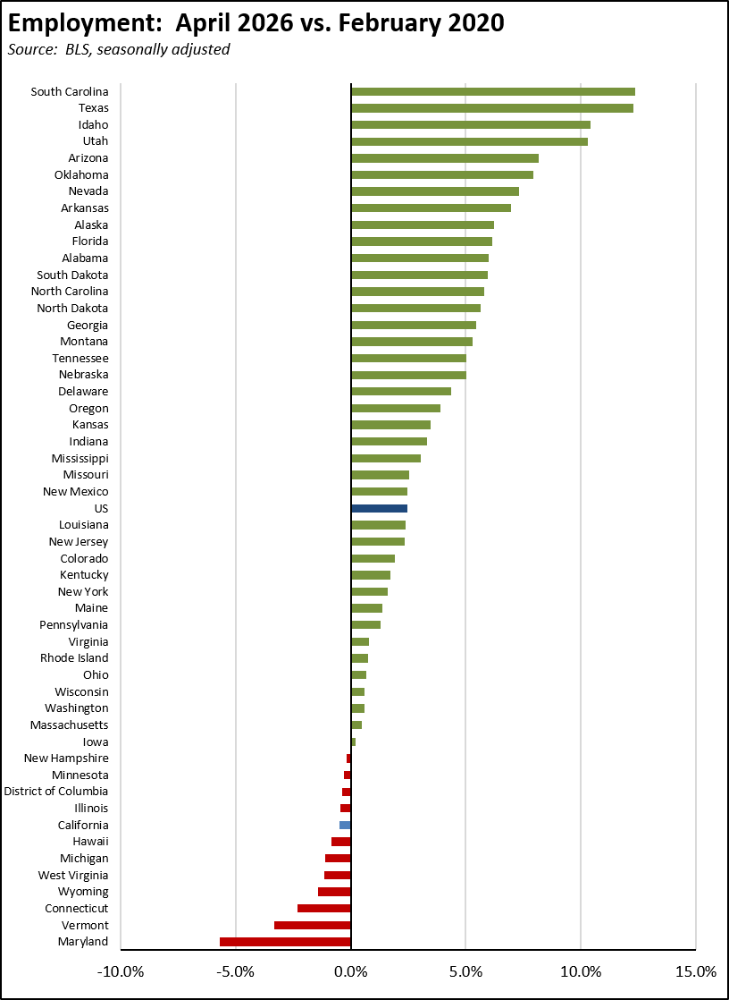 Employment:  April 2026 vs. February 2020
Source:  BLS, seasonally adjusted
South Carolina
Texas
Idaho
Utah
Arizona
Oklahoma
Nevada
Arkansas
Alaska
Florida
Alabama
South Dakota
North Carolina
North Dakota
Georgia
Montana
Tennessee
Nebraska
Delaware
Oregon
Kansas
Indiana
Mississippi
Missouri
New Mexico
US
Louisiana
New Jersey
Colorado
Kentucky
New York
Maine
Pennsylvania
Virginia
Rhode Island
Ohio
Wisconsin
Washington
Massachusetts
Iowa
New Hampshire
Minnesota
District of Columbia
Illinois
California
Hawaii
Michigan
West Virginia
Wyoming
Connecticut
Vermont
Maryland
-10.0% -5.0% 0.0% 5.0% 10.0% 15.0%